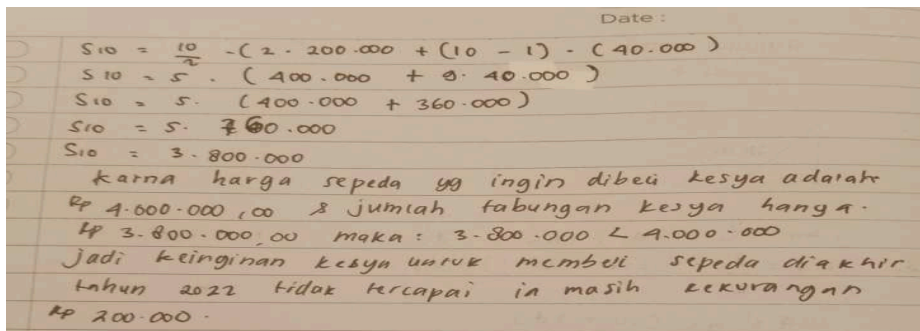 Date :
S10 = 10/2 - ( 2 . 200.000 + (10 - 1) - ( 40.000 )
S 10 = 5 . ( 400.000 + 9. 40.000 )
S10 = 5. ( 400.000 + 360.000 )
S10 = 5. 760.000
S10 = 3.800.000
karna harga sepeda yg ingin dibeli kesya adalah
Rp 4.000.000,00 & jumlah tabungan kesya hanya.
Rp 3.800.000,00 maka : 3.800.000 < 4.000.000
jadi keinginan kesya untuk membeli sepeda diakhir
tahun 2022 tidak tercapai ia masih kekurangan
Rp 200.000.